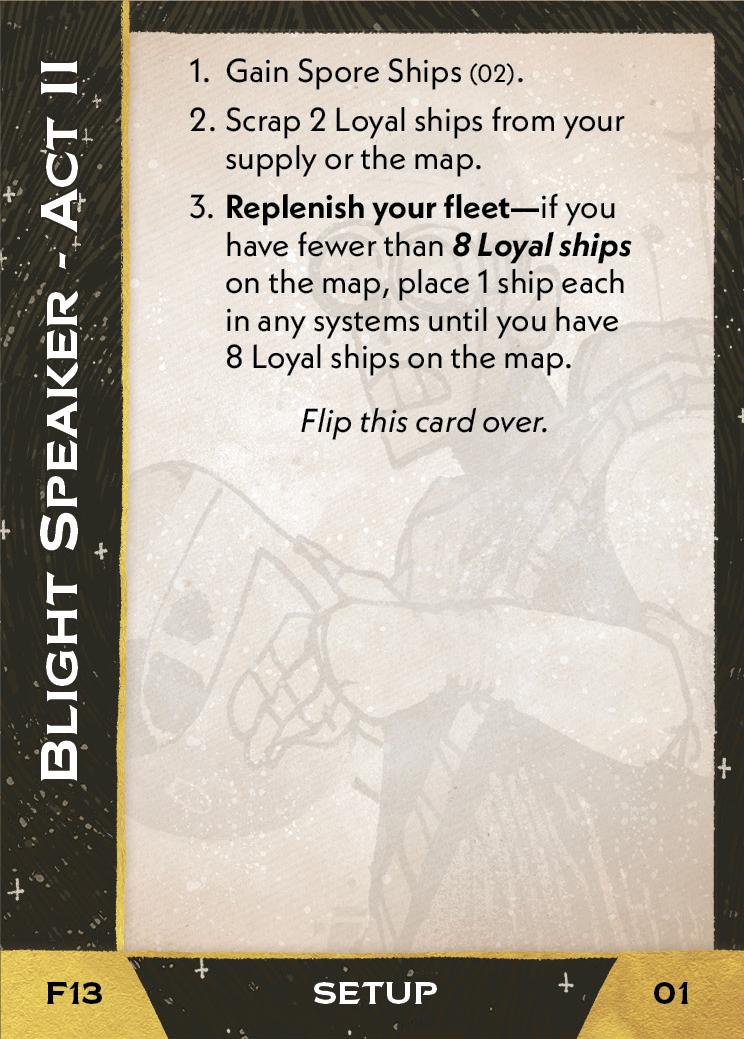 BLIGHT SPEAKER - ACT II
1. Gain Spore Ships (02).
2. Scrap 2 Loyal ships from your
supply or the map.
3. Replenish your fleet—if you
have fewer than 8 Loyal ships
on the map, place 1 ship each
in any systems until you have
8 Loyal ships on the map.
Flip this card over.
F13 SETUP 01